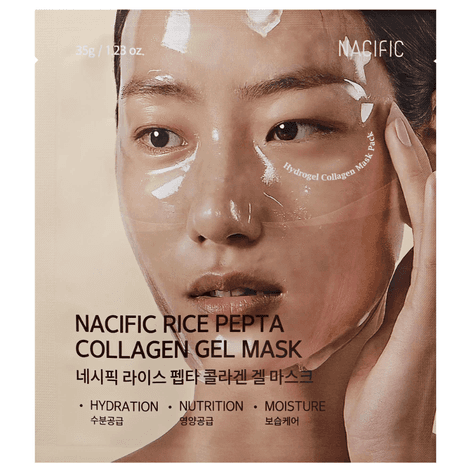 35g / 1.23 oz.
NACIFIC
Hydrogel Collagen Mask Pack
NACIFIC RICE PEPTA
COLLAGEN GEL MASK
네시픽 라이스 펩타 콜라겐 겔 마스크
• HYDRATION • NUTRITION • MOISTURE
수분공급 영양공급 보습케어